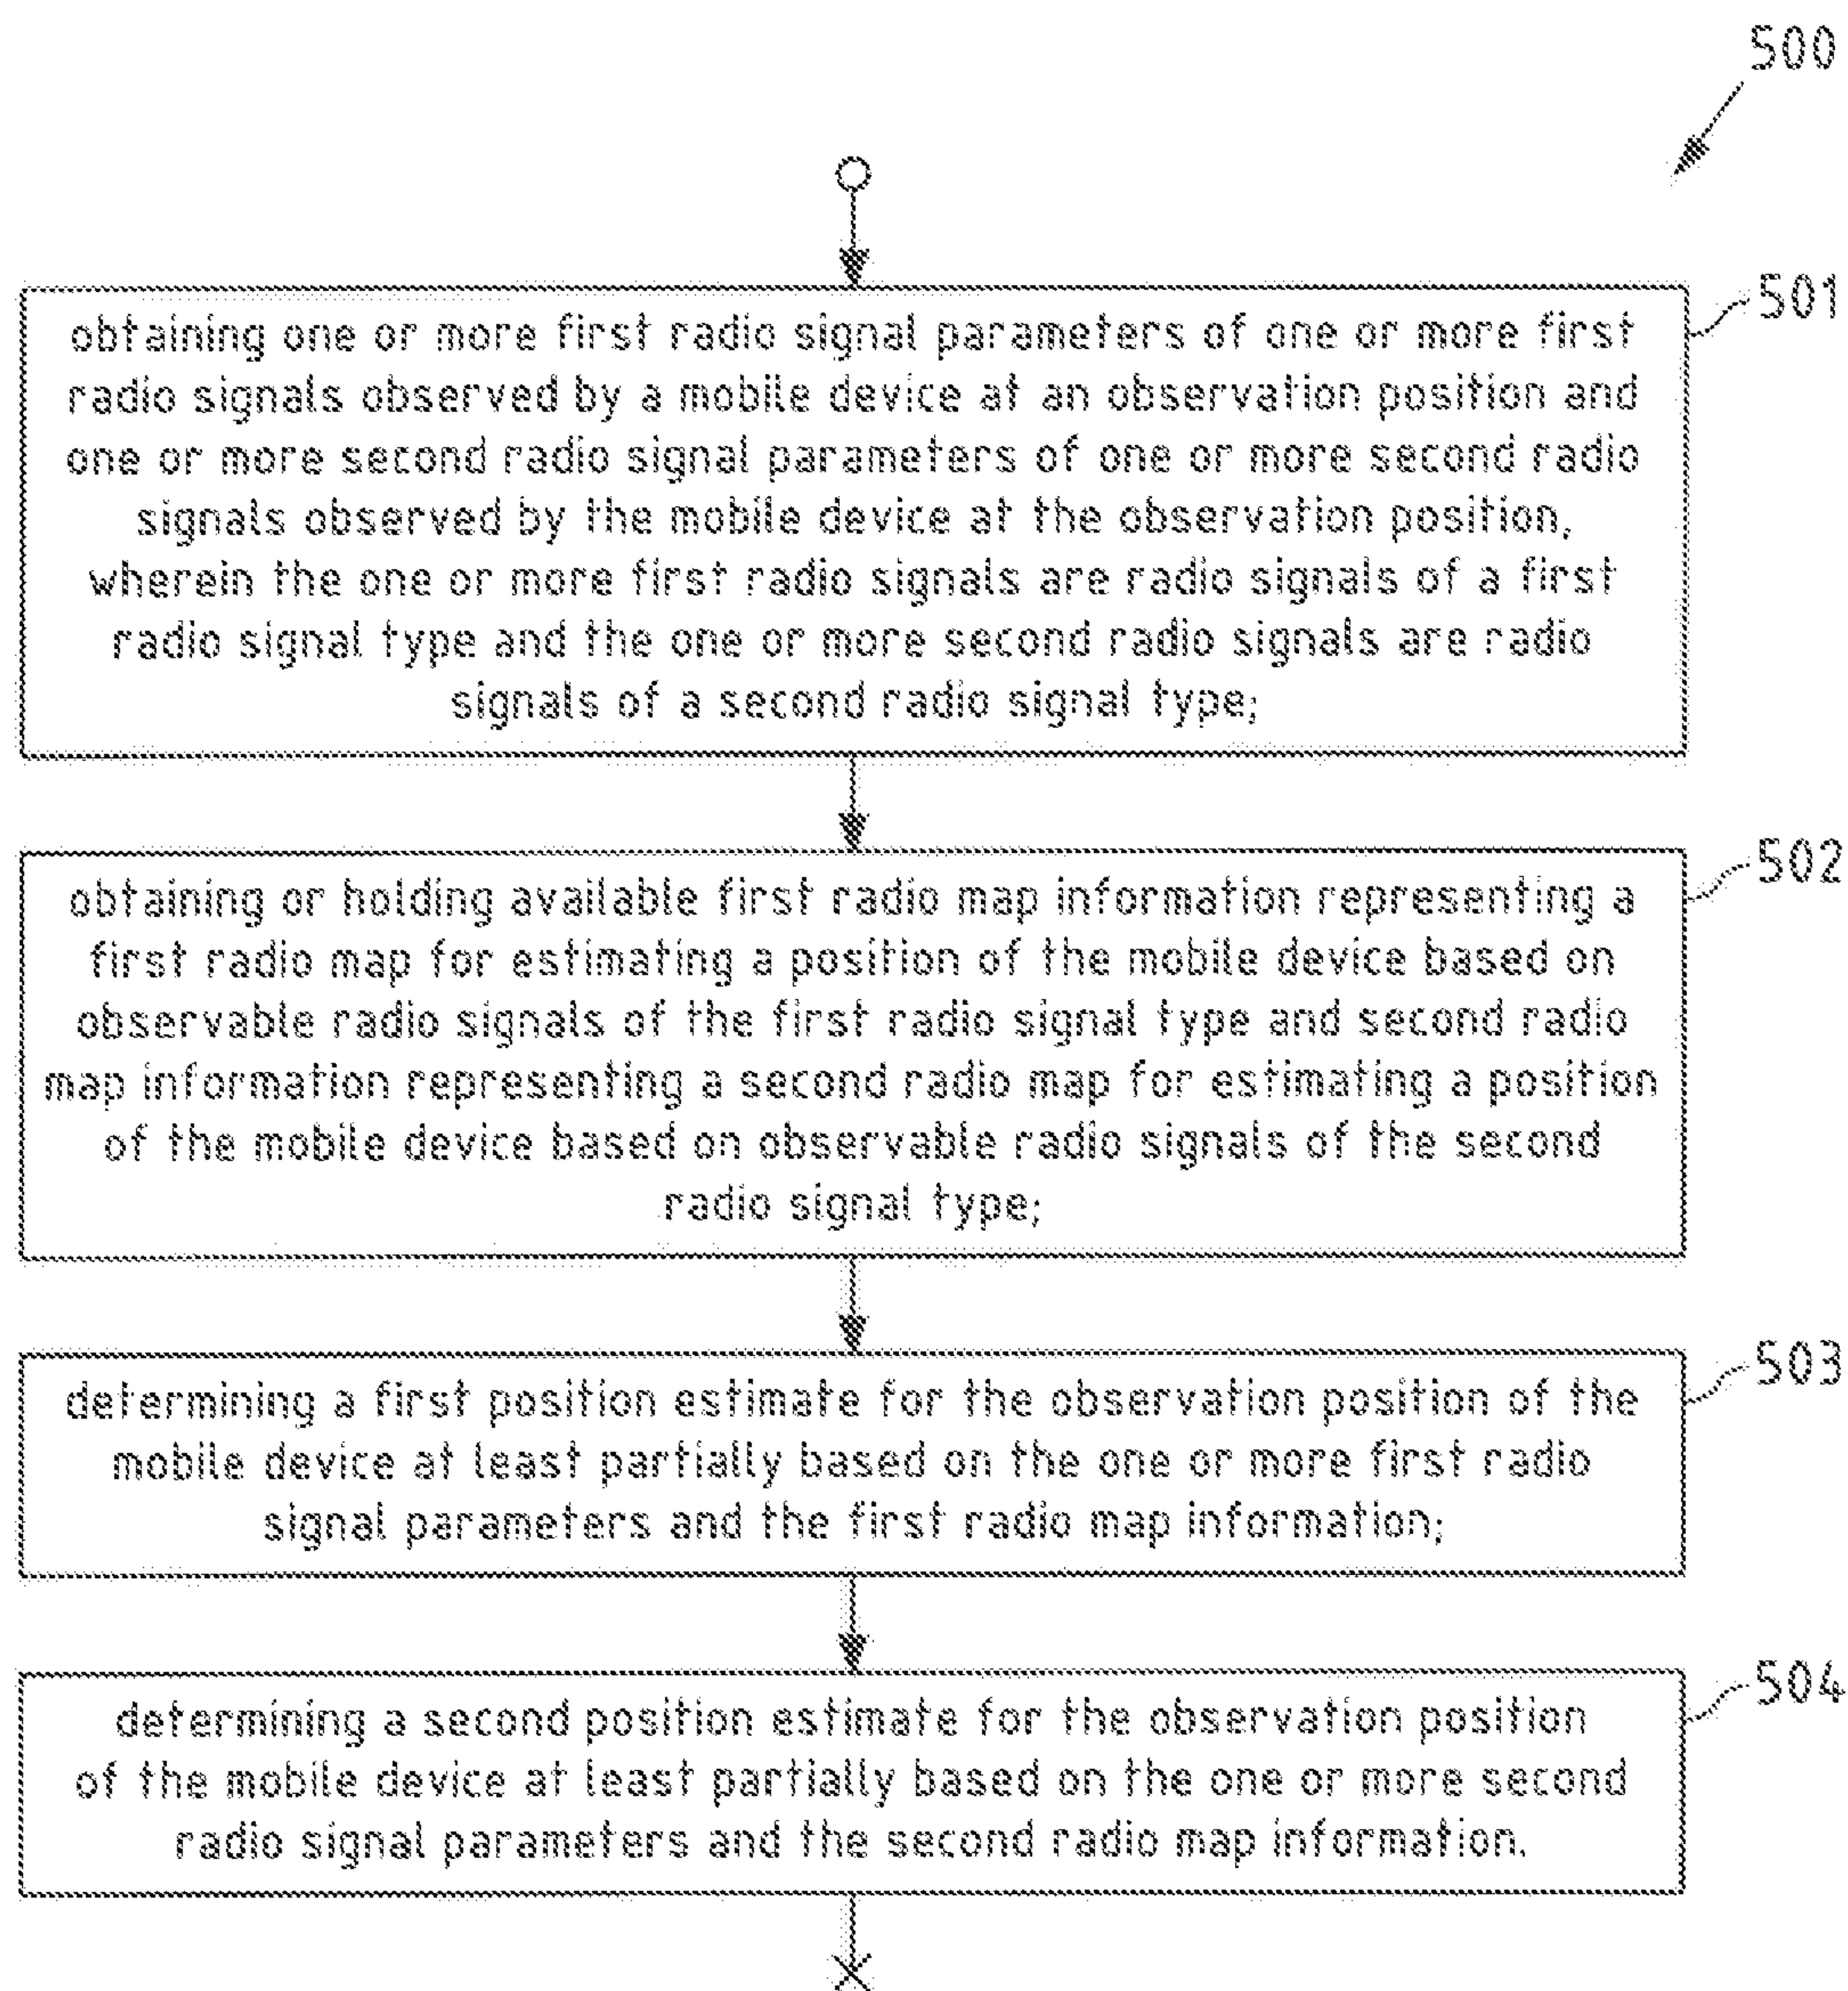 500
501
obtaining one or more first radio signal parameters of one or more first
radio signals observed by a mobile device at an observation position and
one or more second radio signal parameters of one or more second radio
signals observed by the mobile device at the observation position,
wherein the one or more first radio signals are radio signals of a first
radio signal type and the one or more second radio signals are radio
signals of a second radio signal type;
502
obtaining or holding available first radio map information representing a
first radio map for estimating a position of the mobile device based on
observable radio signals of the first radio signal type and second radio
map information representing a second radio map for estimating a position
of the mobile device based on observable radio signals of the second
radio signal type;
503
determining a first position estimate for the observation position of the
mobile device at least partially based on the one or more first radio
signal parameters and the first radio map information;
504
determining a second position estimate for the observation position
of the mobile device at least partially based on the one or more second
radio signal parameters and the second radio map information.